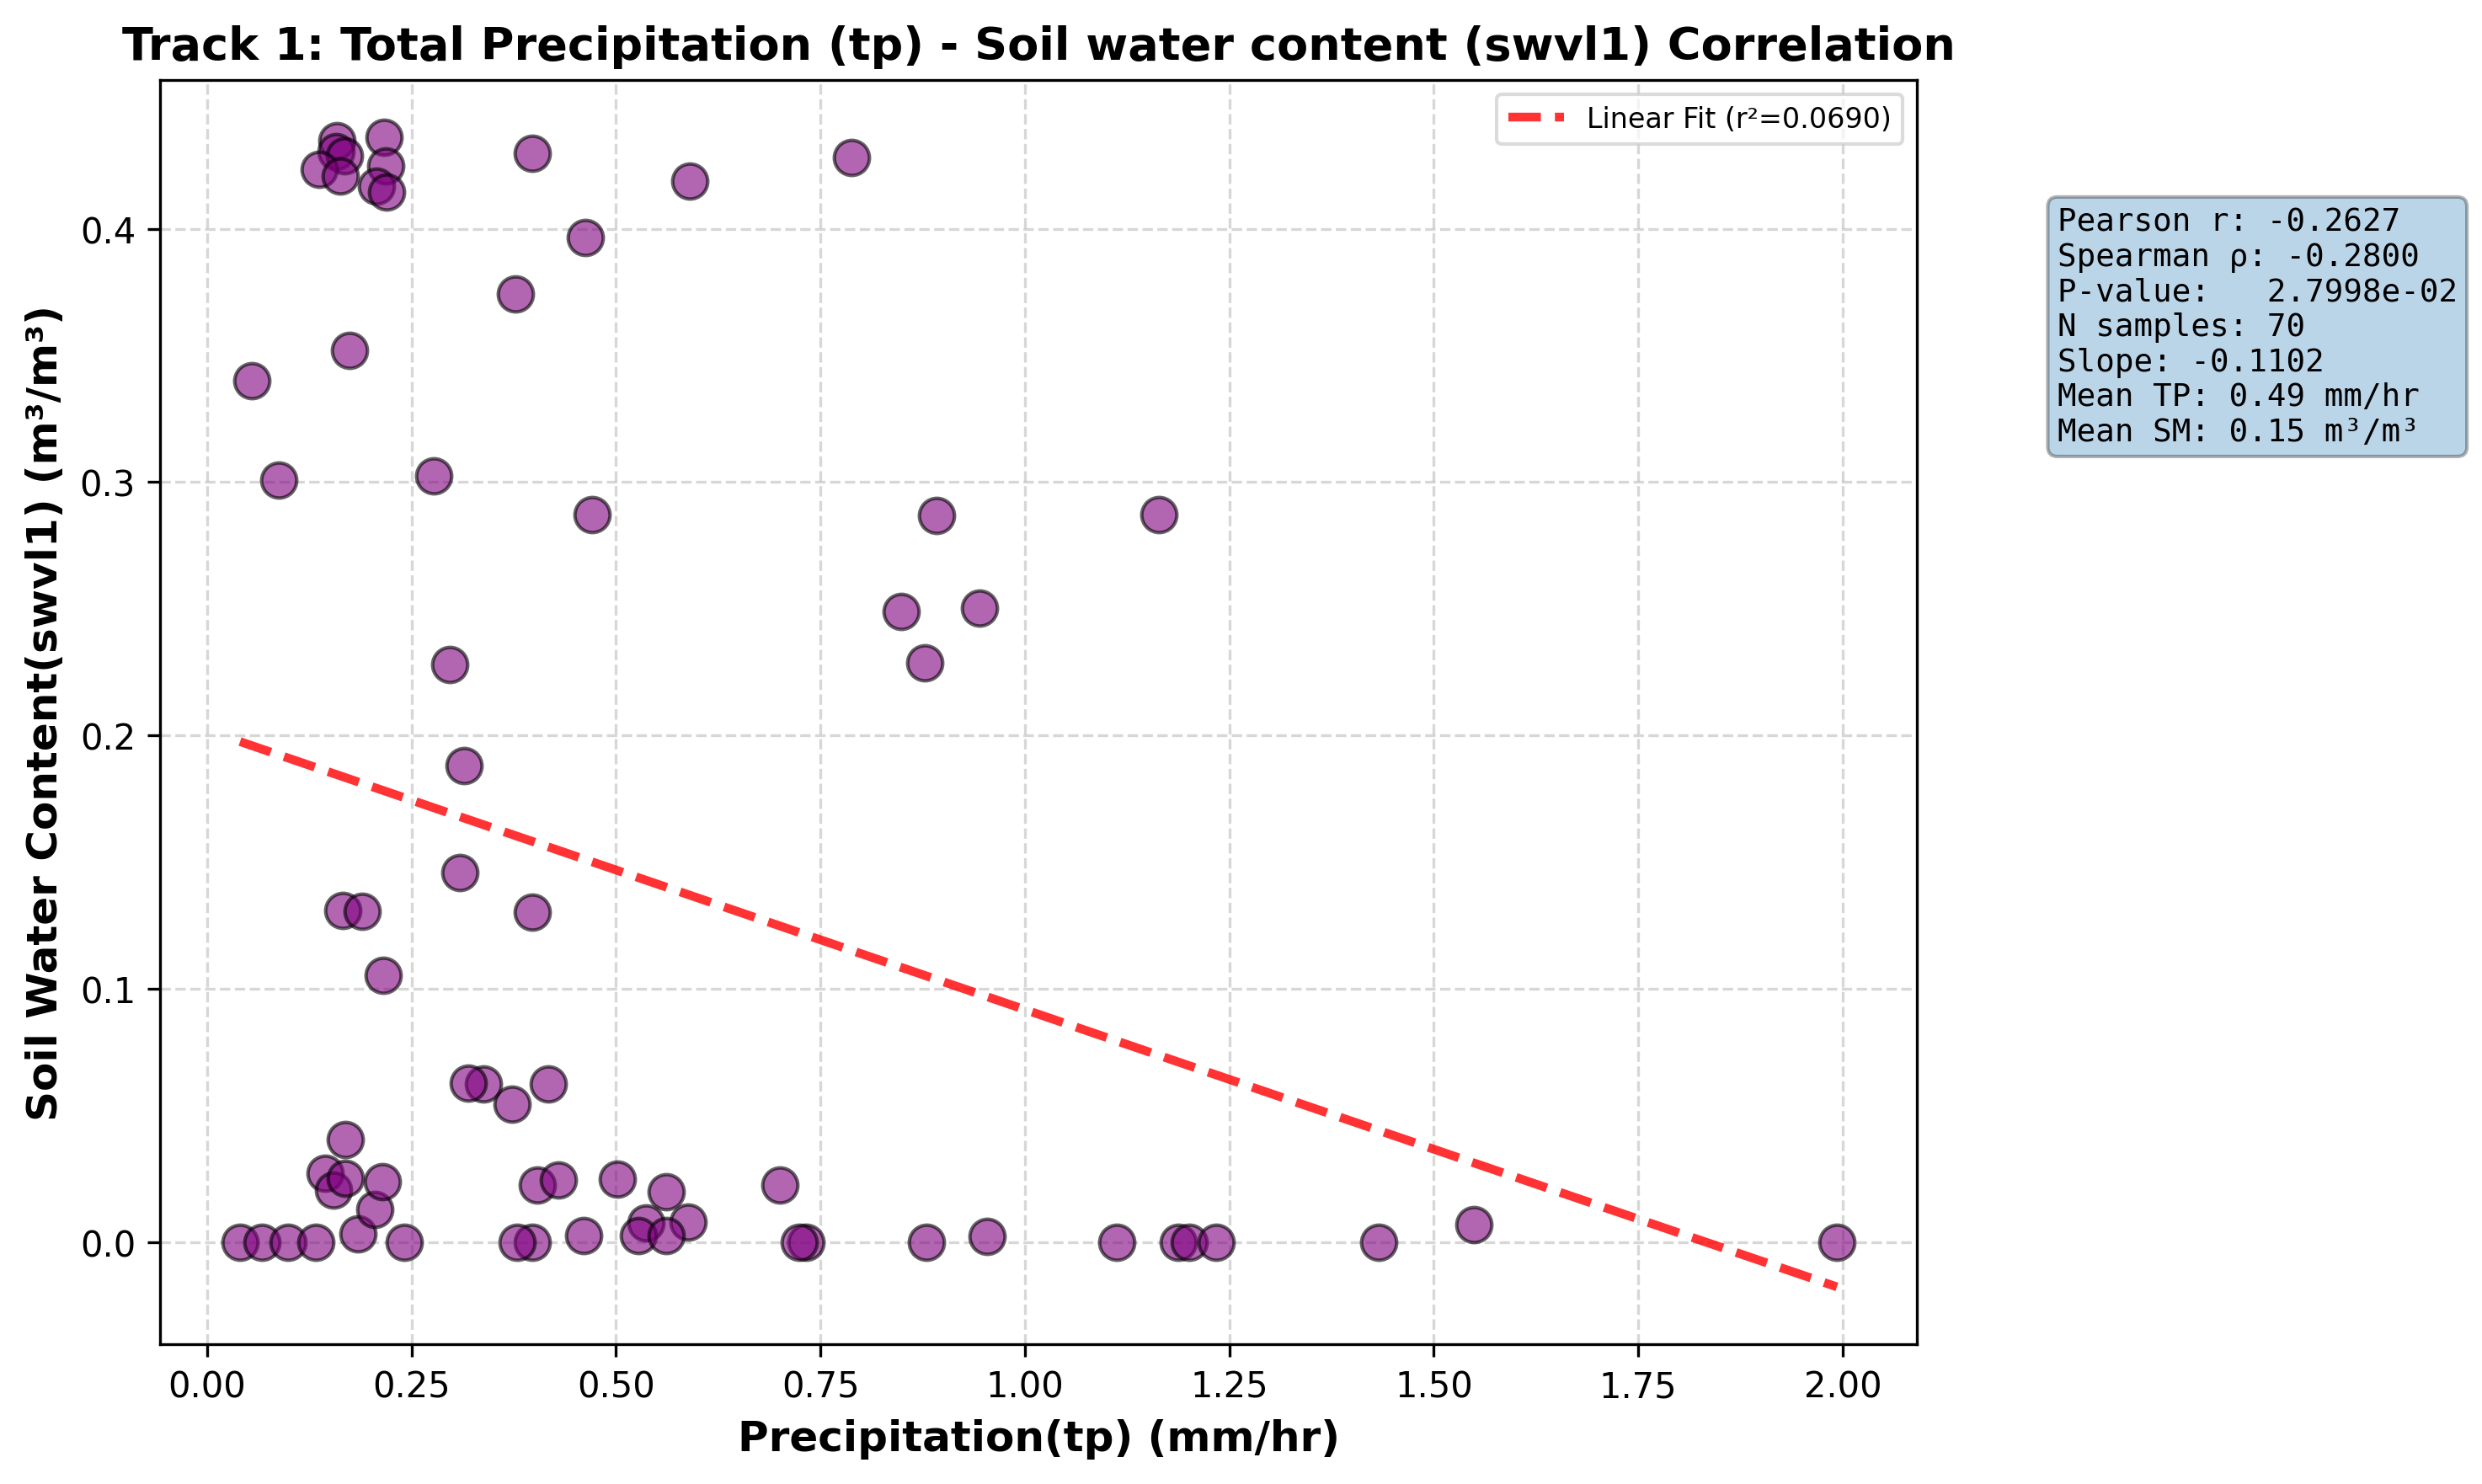 Track 1: Total Precipitation (tp) - Soil water content (swvl1) Correlation
Linear Fit (r²=0.0690)
Pearson r: -0.2627
Spearman ρ: -0.2800
P-value:   2.7998e-02
N samples: 70
Slope: -0.1102
Mean TP: 0.49 mm/hr
Mean SM: 0.15 m³/m³
Soil Water Content(swvl1) (m³/m³)
0.4
0.3
0.2
0.1
0.0
0.00 0.25 0.50 0.75 1.00 1.25 1.50 1.75 2.00
Precipitation(tp) (mm/hr)